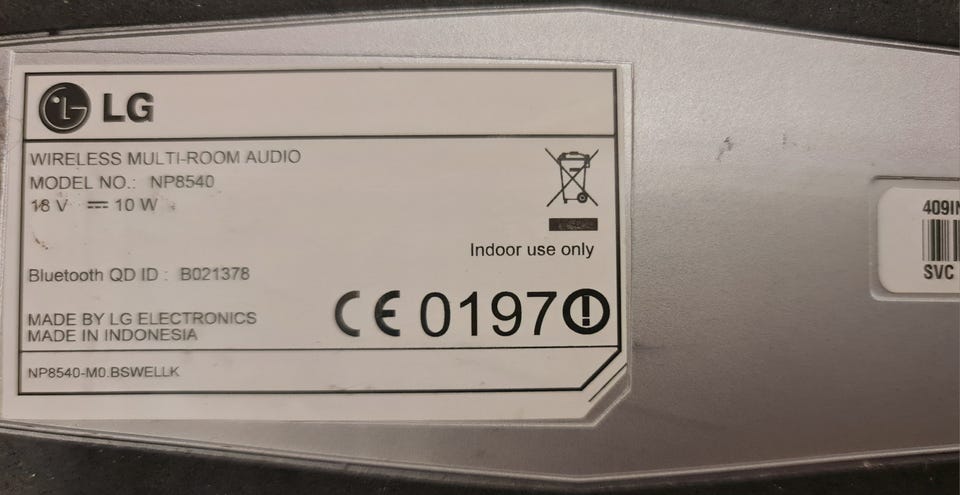 LG
WIRELESS MULTI-ROOM AUDIO
MODEL NO.: NP8540
18 V ⎓ 10 W
Indoor use only
Bluetooth QD ID : B021378
CE 0197
MADE BY LG ELECTRONICS
MADE IN INDONESIA
NP8540-M0.BSWELLK
409IN
SVC